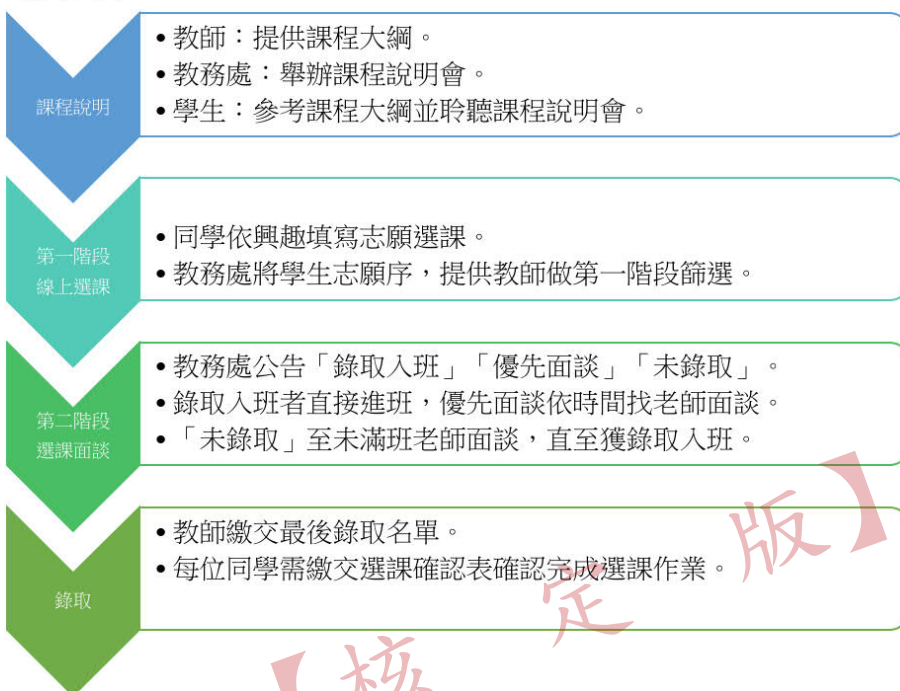 課程說明
• 教師：提供課程大綱。
• 教務處：舉辦課程說明會。
• 學生：參考課程大綱並聆聽課程說明會。
第一階段
線上選課
• 同學依興趣填寫志願選課。
• 教務處將學生志願序，提供教師做第一階段篩選。
第二階段
選課面談
• 教務處公告「錄取入班」「優先面談」「未錄取」。
• 錄取入班者直接進班，優先面談依時間找老師面談。
• 「未錄取」至未滿班老師面談，直至獲錄取入班。
錄取
• 教師繳交最後錄取名單。
• 每位同學需繳交選課確認表確認完成選課作業。
【核定版】